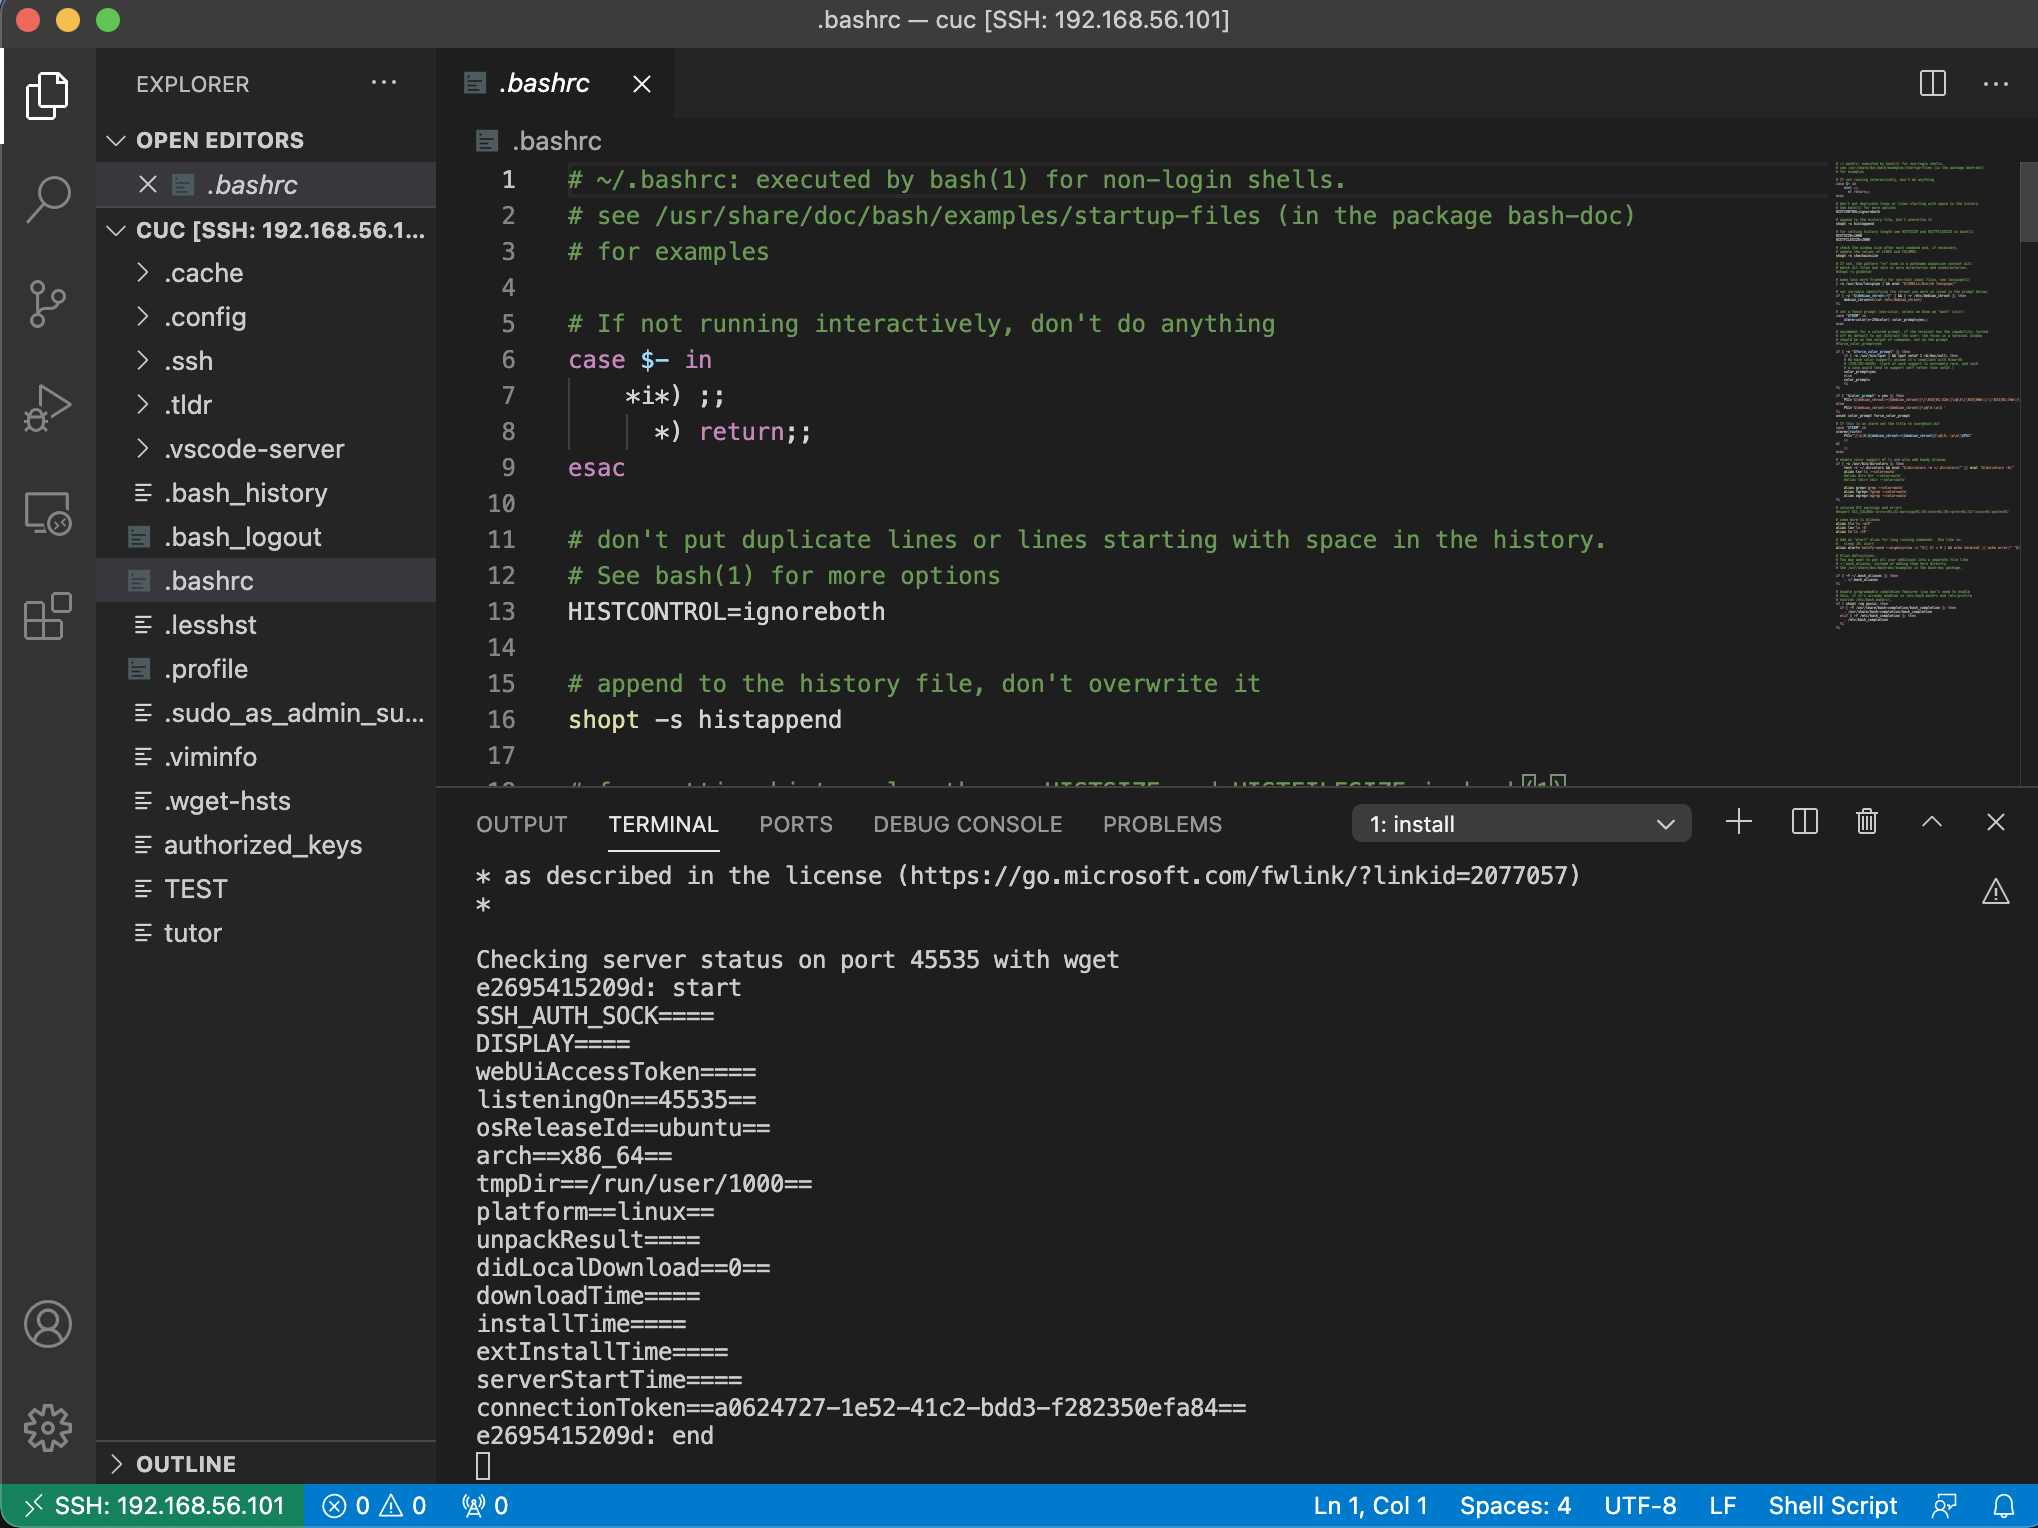 .bashrc — cuc [SSH: 192.168.56.101]
EXPLORER
OPEN EDITORS
.bashrc
CUC [SSH: 192.168.56.1...
.cache
.config
.ssh
.tldr
.vscode-server
.bash_history
.bash_logout
.bashrc
.lesshst
.profile
.sudo_as_admin_su...
.viminfo
.wget-hsts
authorized_keys
TEST
tutor
OUTLINE
.bashrc
.bashrc
1 # ~/.bashrc: executed by bash(1) for non-login shells.
2 # see /usr/share/doc/bash/examples/startup-files (in the package bash-doc)
3 # for examples
4
5 # If not running interactively, don't do anything
6 case $- in
7 *i*) ;;
8 *) return;;
9 esac
10
11 # don't put duplicate lines or lines starting with space in the history.
12 # See bash(1) for more options
13 HISTCONTROL=ignoreboth
14
15 # append to the history file, don't overwrite it
16 shopt -s histappend
17
OUTPUT TERMINAL PORTS DEBUG CONSOLE PROBLEMS 1: install
* as described in the license (https://go.microsoft.com/fwlink/?linkid=2077057)
*
Checking server status on port 45535 with wget
e2695415209d: start
SSH_AUTH_SOCK====
DISPLAY====
webUiAccessToken====
listeningOn==45535==
osReleaseId==ubuntu==
arch==x86_64==
tmpDir==/run/user/1000==
platform==linux==
unpackResult====
didLocalDownload==0==
downloadTime====
installTime====
extInstallTime====
serverStartTime====
connectionToken==a0624727-1e52-41c2-bdd3-f282350efa84==
e2695415209d: end
SSH: 192.168.56.101 0 0 0 Ln 1, Col 1 Spaces: 4 UTF-8 LF Shell Script